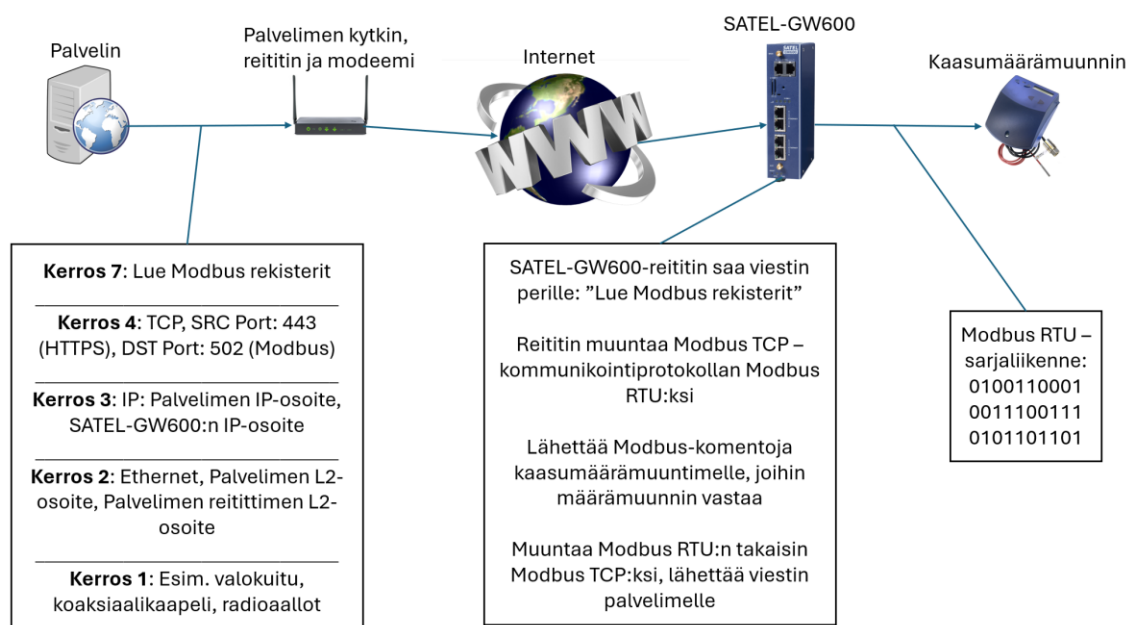 Palvelin
Palvelimen kytkin,
reititin ja modeemi
Internet
WWW
SATEL-GW600
SATEL
Kaasumäärämuunnin
Kerros 7: Lue Modbus rekisterit
Kerros 4: TCP, SRC Port: 443
(HTTPS), DST Port: 502 (Modbus)
Kerros 3: IP: Palvelimen IP-osoite,
SATEL-GW600:n IP-osoite
Kerros 2: Ethernet, Palvelimen L2-
osoite, Palvelimen reitittimen L2-
osoite
Kerros 1: Esim. valokuitu,
koaksiaalikaapeli, radioaallot
SATEL-GW600-reititin saa viestin
perille: ”Lue Modbus rekisterit”
Reititin muuntaa Modbus TCP –
kommunikointiprotokollan Modbus
RTU:ksi
Lähettää Modbus-komentoja
kaasumäärämuuntimelle, joihin
määrämuunnin vastaa
Muuntaa Modbus RTU:n takaisin
Modbus TCP:ksi, lähettää viestin
palvelimelle
Modbus RTU –
sarjaliikenne:
0100110001
0011100111
0101101101